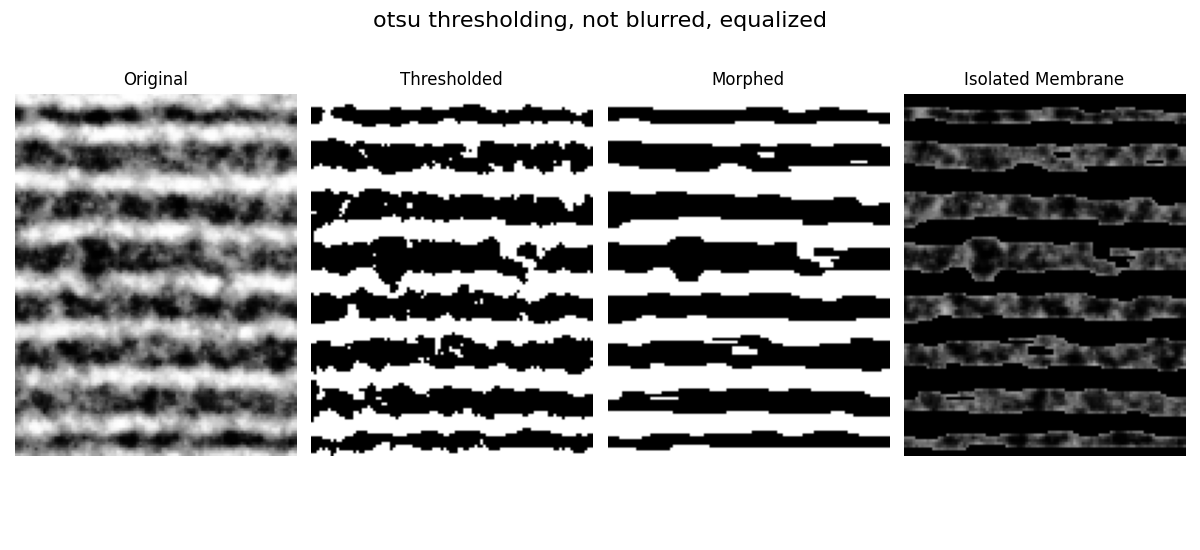 otsu thresholding, not blurred, equalized
Original
Thresholded
Morphed
Isolated Membrane